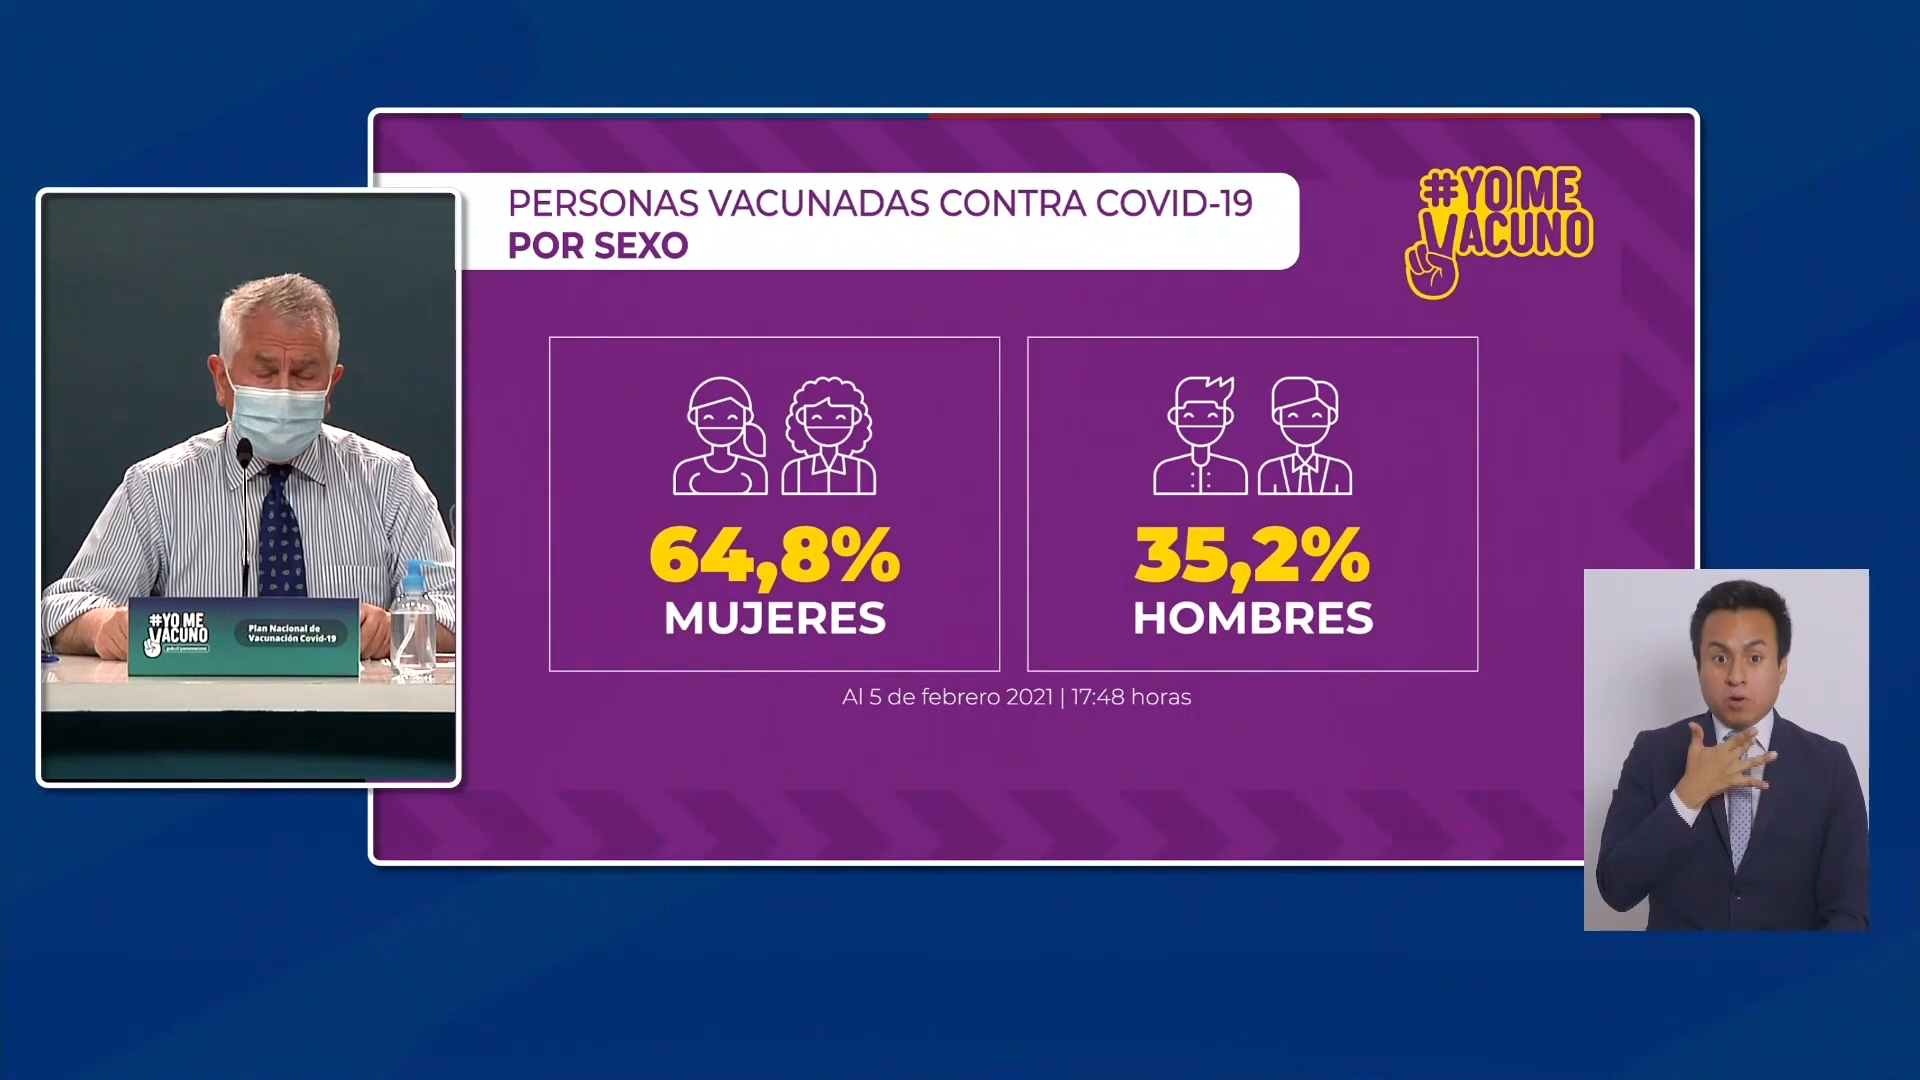 PERSONAS VACUNADAS CONTRA COVID-19
POR SEXO
#YO ME
VACUNO
64,8%
MUJERES
35,2%
HOMBRES
Al 5 de febrero 2021 | 17:48 horas
#YO ME
VACUNO
Plan Nacional de
Vacunación Covid-19